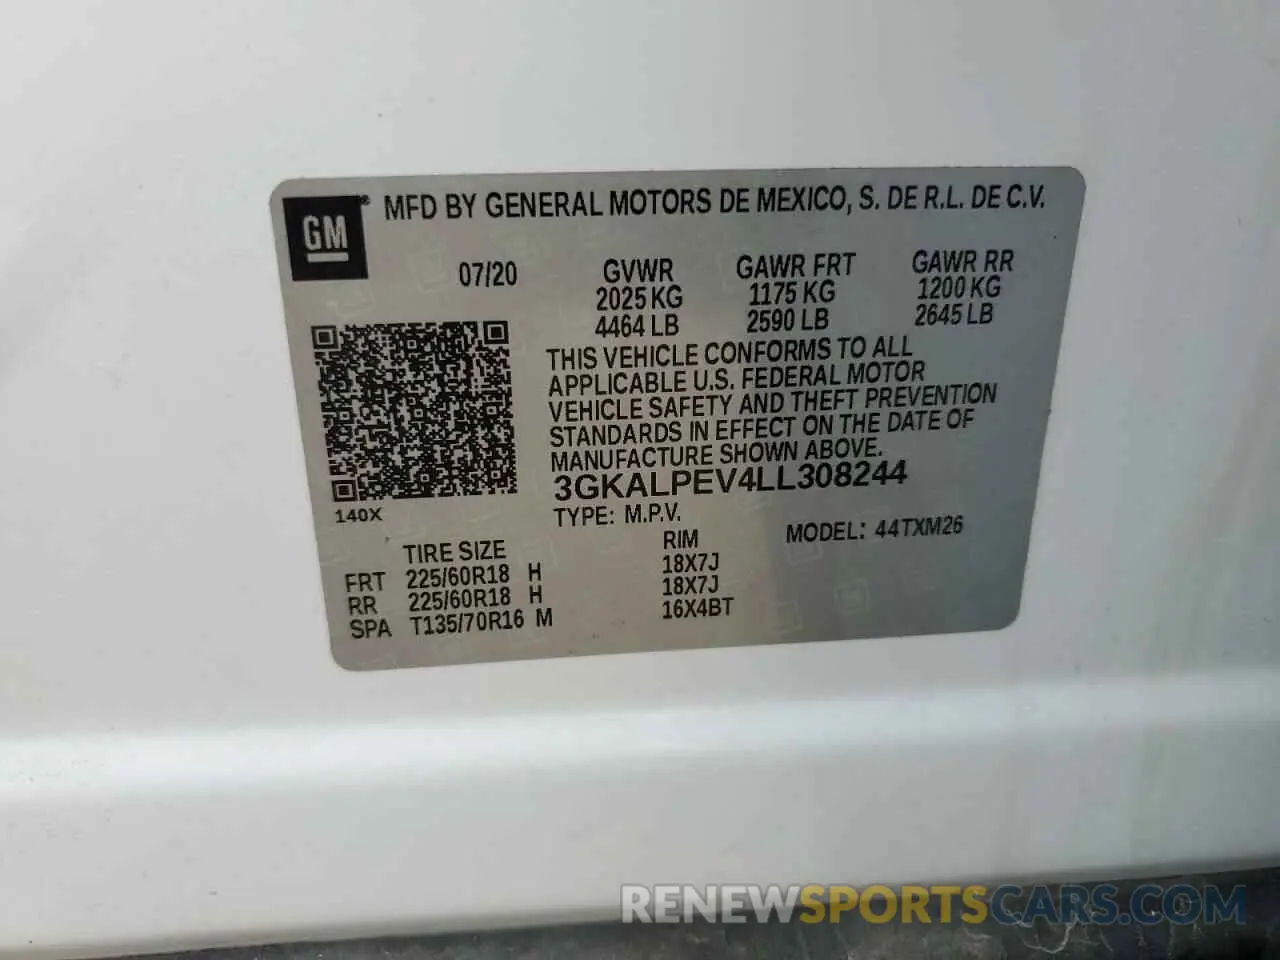 GM® MFD BY GENERAL MOTORS DE MEXICO, S. DE R.L. DE C.V.
07/20 GVWR GAWR FRT GAWR RR
2025 KG 1175 KG 1200 KG
4464 LB 2590 LB 2645 LB
THIS VEHICLE CONFORMS TO ALL
APPLICABLE U.S. FEDERAL MOTOR
VEHICLE SAFETY AND THEFT PREVENTION
STANDARDS IN EFFECT ON THE DATE OF
MANUFACTURE SHOWN ABOVE.
3GKALPEV4LL308244
140X
TYPE: M.P.V. MODEL: 44TXM26
TIRE SIZE RIM
FRT 225/60R18 H 18X7J
RR 225/60R18 H 18X7J
SPA T135/70R16 M 16X4BT
RENEWSPORTSCARS.COM